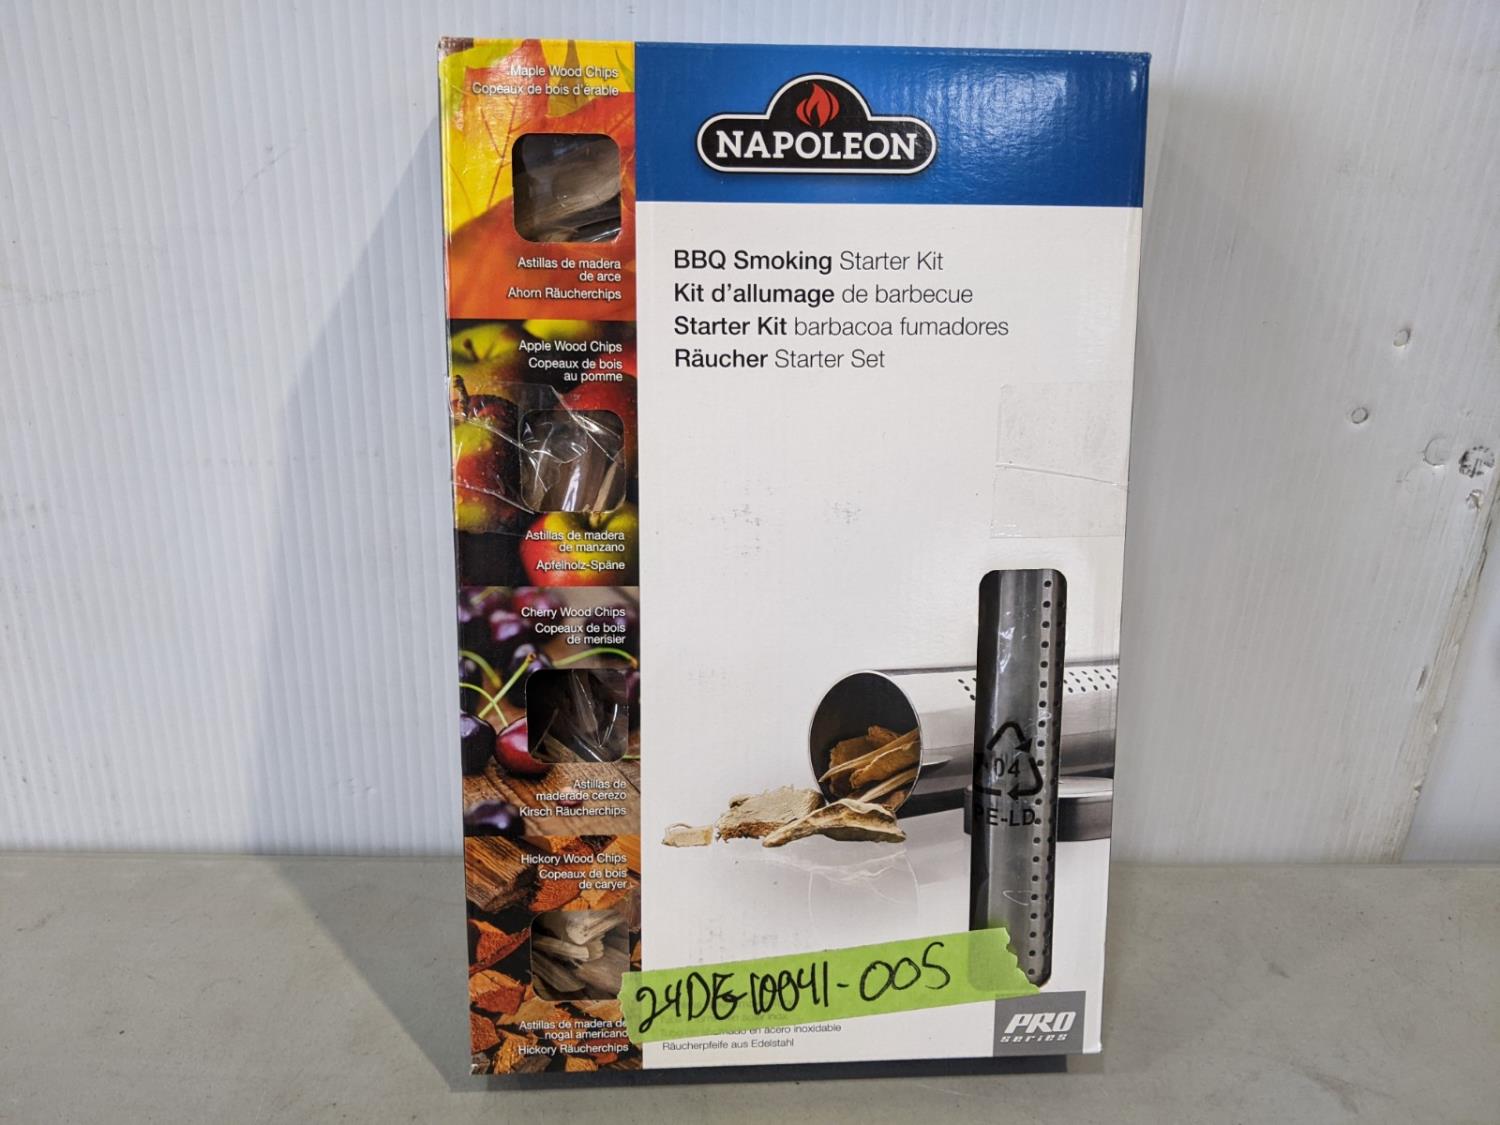 Maple Wood Chips
Copeaux de bois d'érable
Astillas de madera
de arce
Ahorn Räucherchips
Apple Wood Chips
Copeaux de bois
au pomme
Astillas de madera
de manzano
Apfelholz-Späne
Cherry Wood Chips
Copeaux de bois
de merisier
Astillas de
maderade cerezo
Kirsch Räucherchips
Hickory Wood Chips
Copeaux de bois
de caryer
Astillas de madera de
nogal americano
Hickory Räucherchips
NAPOLEON
BBQ Smoking Starter Kit
Kit d'allumage de barbecue
Starter Kit barbacoa fumadores
Räucher Starter Set
04
PE-LD
24DE10041-005
en acero inoxidable
Räucherpfeife aus Edelstahl
PRO
series